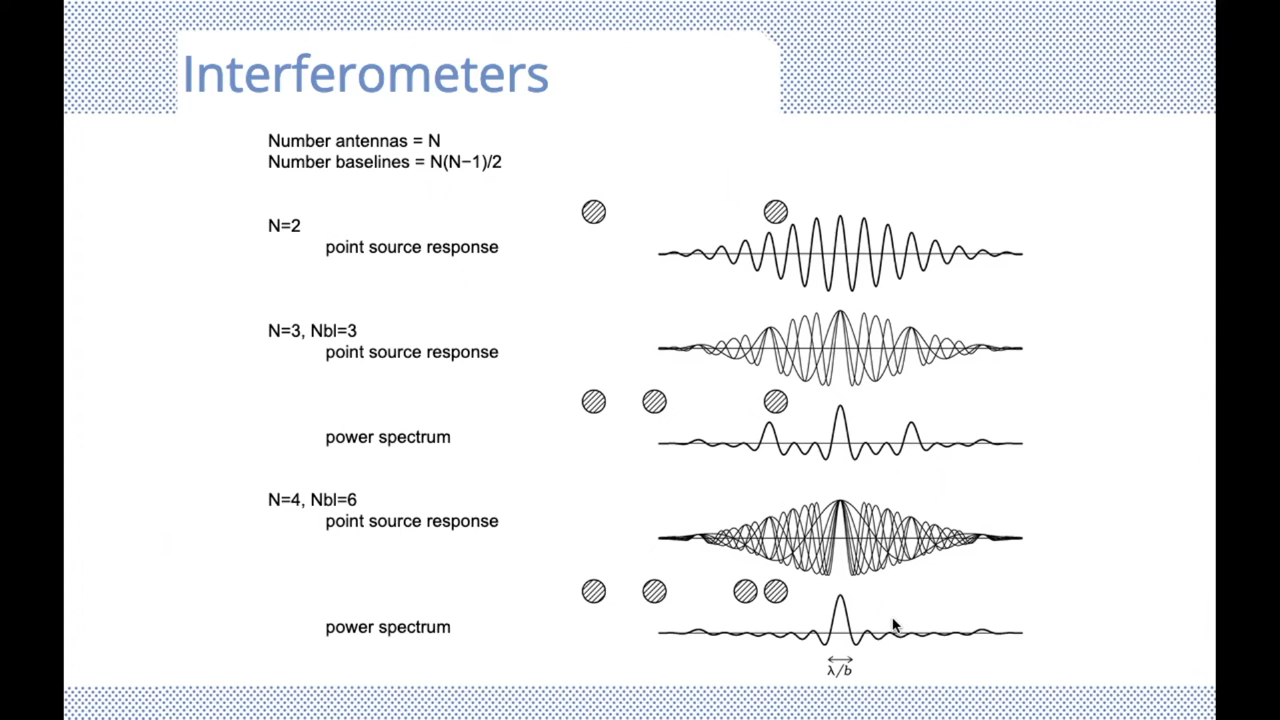 Interferometers
Number antennas = N
Number baselines = N(N−1)/2
N=2
point source response
N=3, Nbl=3
point source response
power spectrum
N=4, Nbl=6
point source response
power spectrum
λ/b